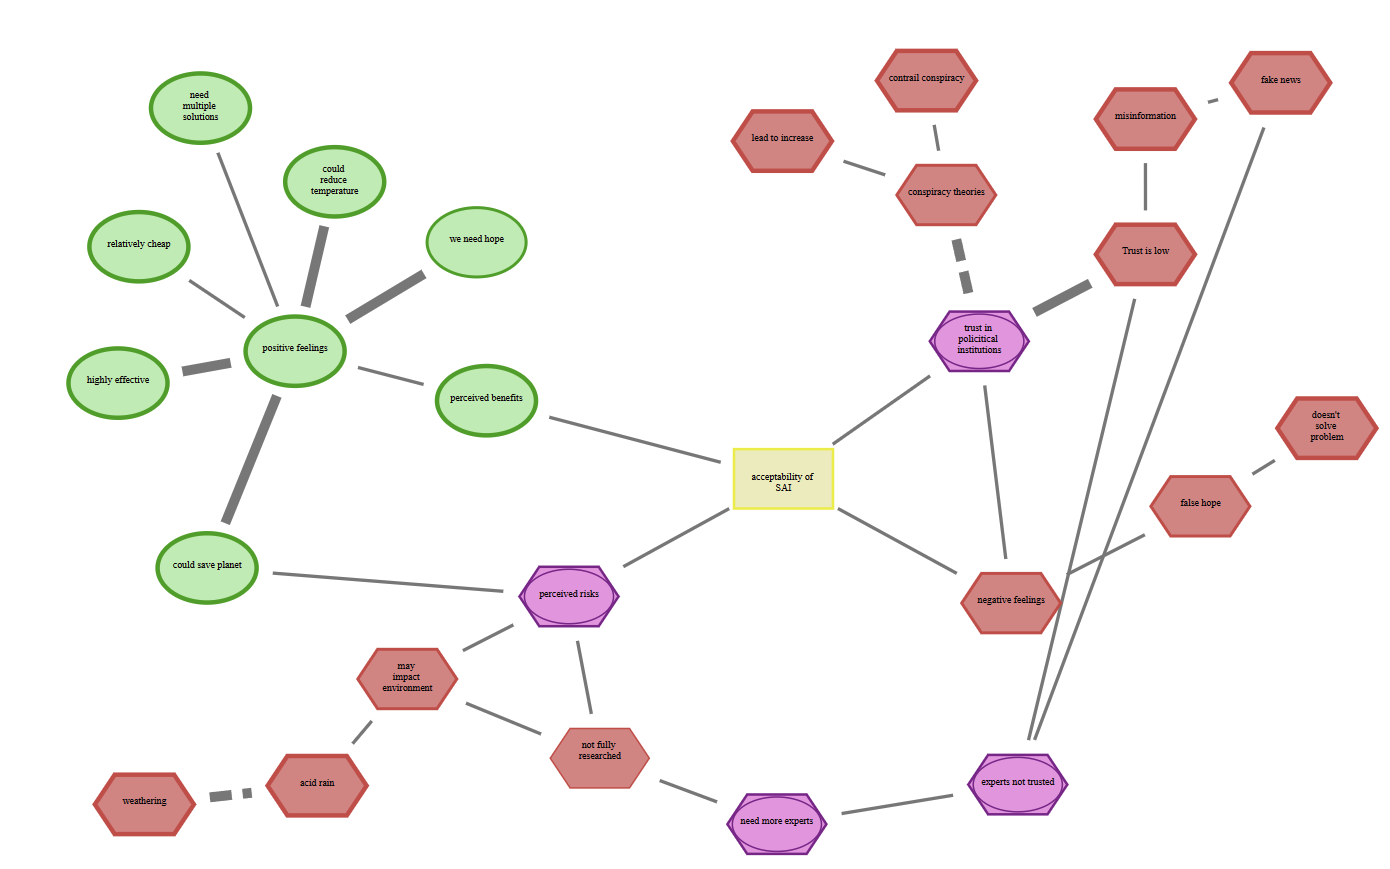 contrail conspiracy
fake news
need
multiple
solutions
misinformation
lead to increase
could
reduce
temperature
conspiracy theories
relatively cheap
we need hope
Trust is low
trust in
policitical
institutions
positive feelings
highly effective
perceived benefits
doesn't
solve
problem
acceptability of
SAI
false hope
could save planet
perceived risks
negative feelings
may
impact
environment
not fully
researched
acid rain
experts not trusted
weathering
need more experts